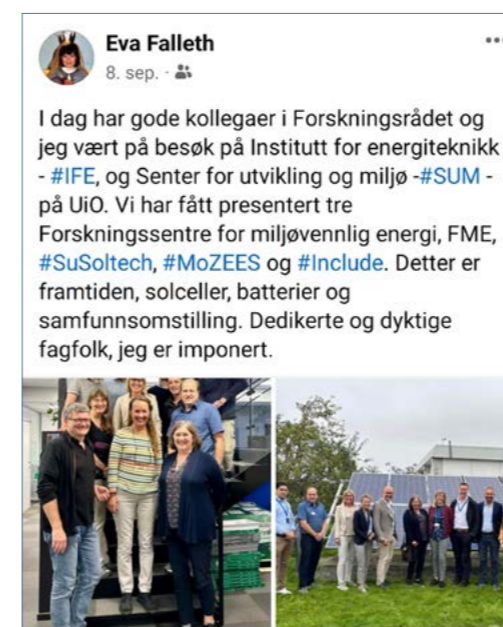 Eva Falleth
8. sep. ·
I dag har gode kollegaer i Forskningsrådet og
jeg vært på besøk på Institutt for energiteknikk
- #IFE, og Senter for utvikling og miljø -#SUM -
på UiO. Vi har fått presentert tre
Forskningssentre for miljøvennlig energi, FME,
#SuSoltech, #MoZEES og #Include. Detter er
framtiden, solceller, batterier og
samfunnsomstilling. Dedikerte og dyktige
fagfolk, jeg er imponert.